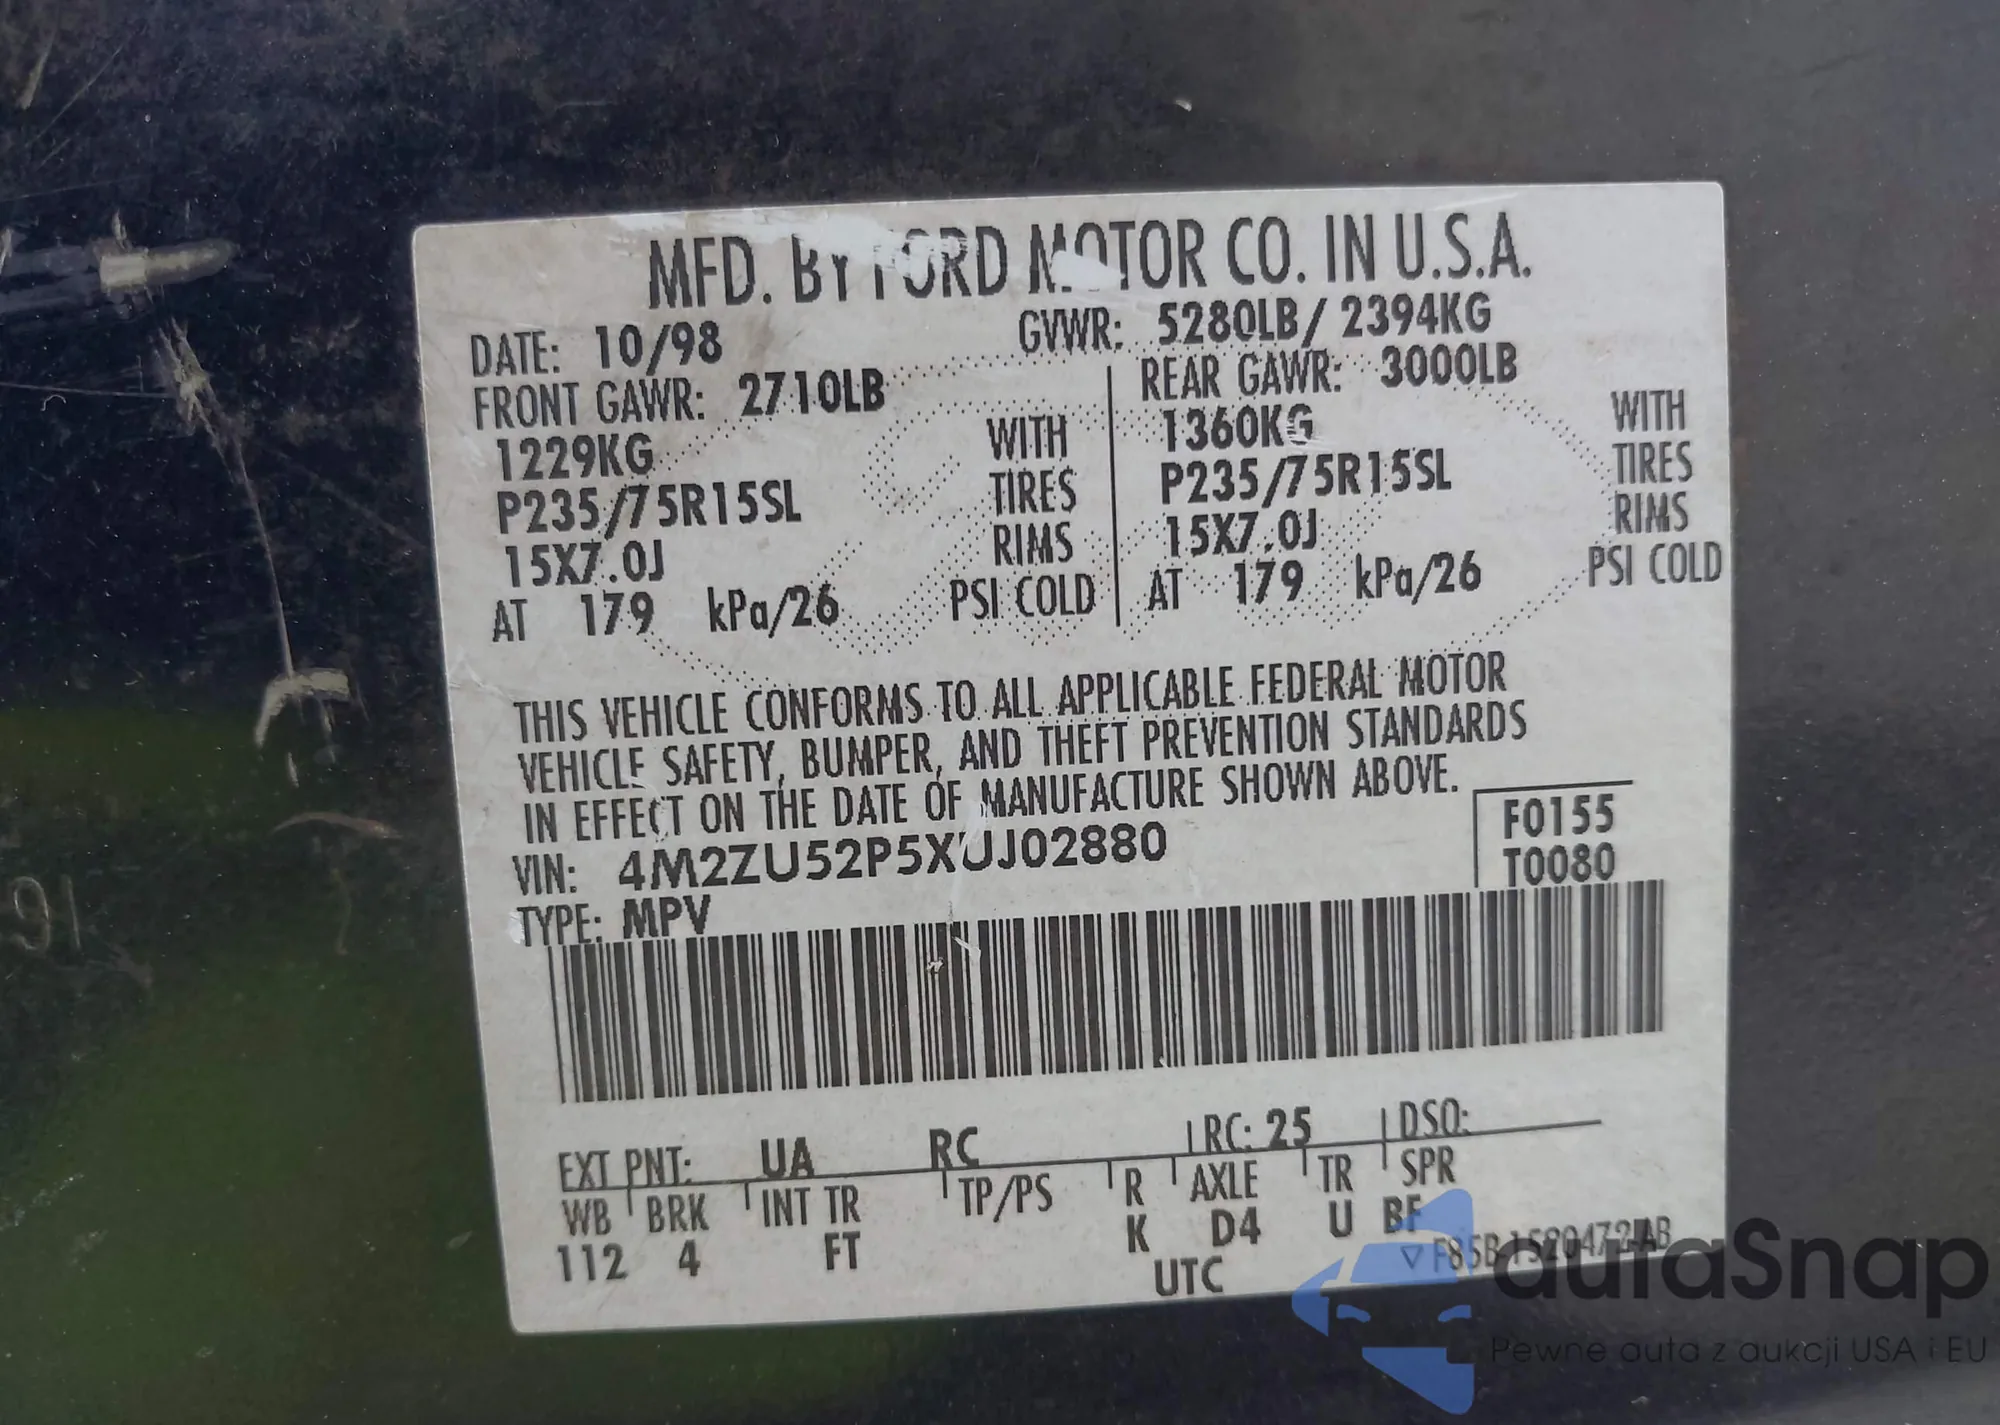 MFD. BY FORD MOTOR CO. IN U.S.A.
DATE: 10/98 GVWR: 5280LB/ 2394KG
FRONT GAWR: 2710LB REAR GAWR: 3000LB
1229KG WITH 1360KG WITH
P235/75R15SL TIRES P235/75R15SL TIRES
15X7.0J RIMS 15X7.0J RIMS
AT 179 kPa/26 PSI COLD AT 179 kPa/26 PSI COLD
THIS VEHICLE CONFORMS TO ALL APPLICABLE FEDERAL MOTOR
VEHICLE SAFETY, BUMPER, AND THEFT PREVENTION STANDARDS
IN EFFECT ON THE DATE OF MANUFACTURE SHOWN ABOVE.
F0155
VIN: 4M2ZU52P5XUJ02880
T0080
TYPE: MPV
EXT PNT: UA RC RC: 25 DSO:
WB BRK INT TR TP/PS R AXLE TR SPR
112 4 FT K D4 U BF
UTC
autaSnap
Pewne auta z aukcji USA i EU
91